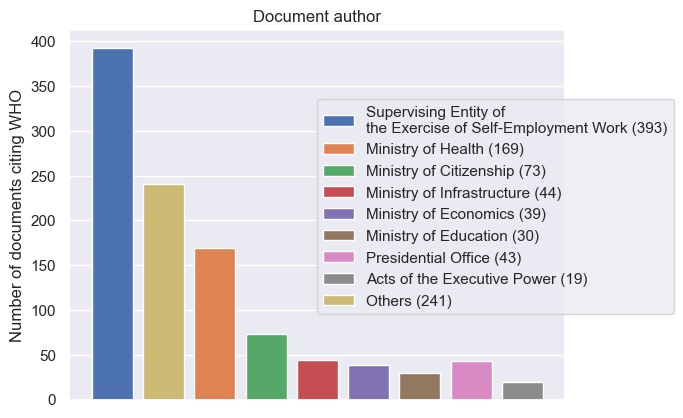 Document author
Number of documents citing WHO
400
350
300
250
200
150
100
50
0
Supervising Entity of
the Exercise of Self-Employment Work (393)
Ministry of Health (169)
Ministry of Citizenship (73)
Ministry of Infrastructure (44)
Ministry of Economics (39)
Ministry of Education (30)
Presidential Office (43)
Acts of the Executive Power (19)
Others (241)